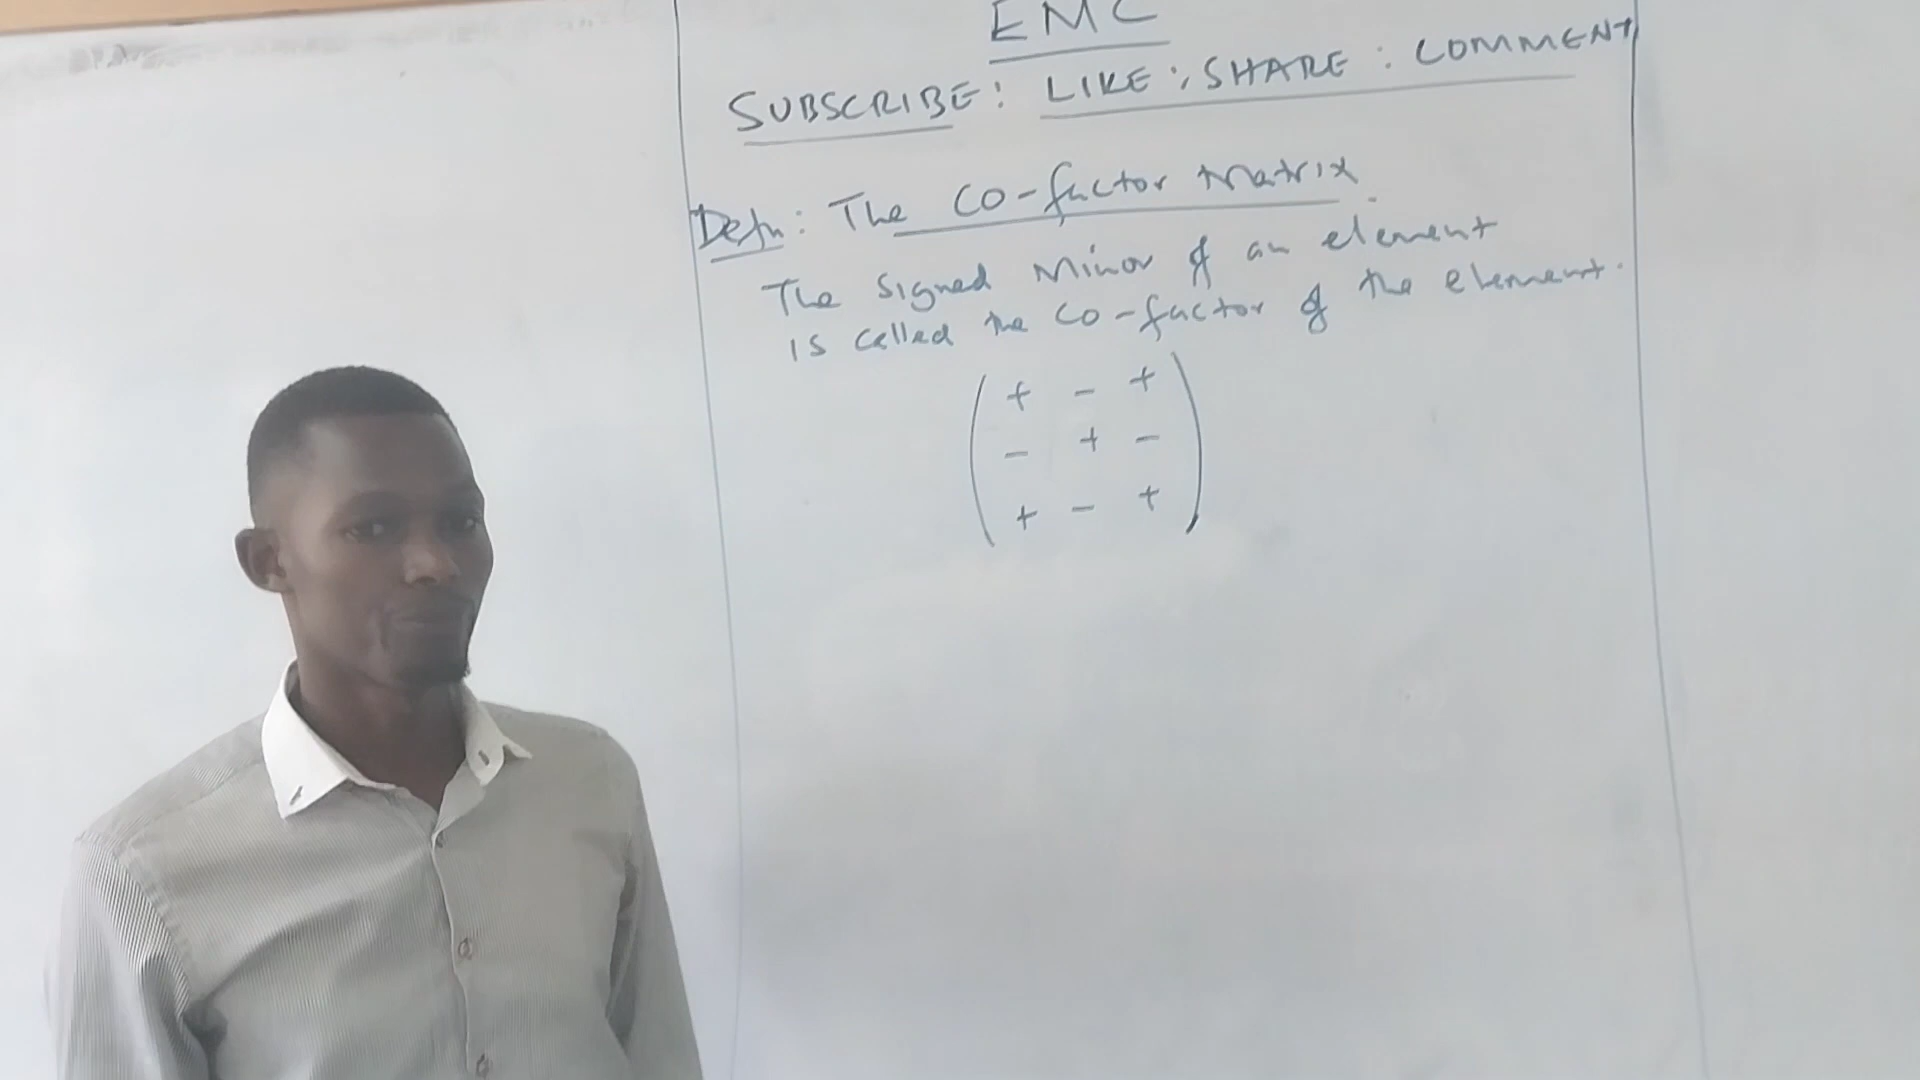 EMC
SUBSCRIBE: LIKE; SHARE: COMMENT
Defn: The Co-factor Matrix.
The signed Minor of an element
is called the Co-factor of the element.
+ - +
- + -
+ - +